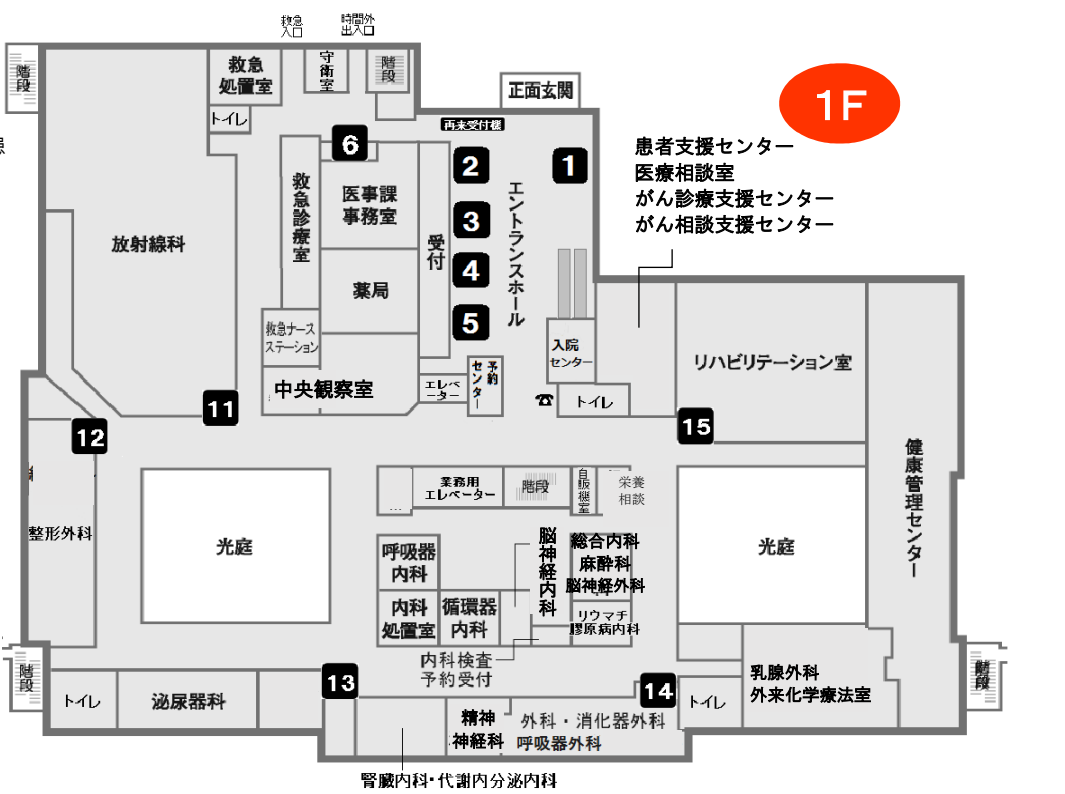 救急
入口
時間外
出入口
階段
救急
処置室
守衛室
階段
トイレ
正面玄関
1F
再来受付機
患者支援センター
医療相談室
がん診療支援センター
がん相談支援センター
6
2
1
3
4
5
救急診療室
医事課
事務室
受付
エントランスホール
放射線科
薬局
救急ナース
ステーション
中央観察室
エレベ
ーター
予約
センター
入院
センター
トイレ
リハビリテーション室
11
12
15
健康管理センター
業務用
エレベーター
階段
自販機室
栄養
相談
…
整形外科
光庭
呼吸器
内科
脳神経内科
総合内科
麻酔科
脳神経外科
光庭
内科
処置室
循環器
内科
リウマチ
膠原病内科
内科検査
予約受付
階段
トイレ
泌尿器科
13
14
トイレ
乳腺外科
外来化学療法室
階段
精神
神経科
外科・消化器外科
呼吸器外科
腎臓内科・代謝内分泌内科